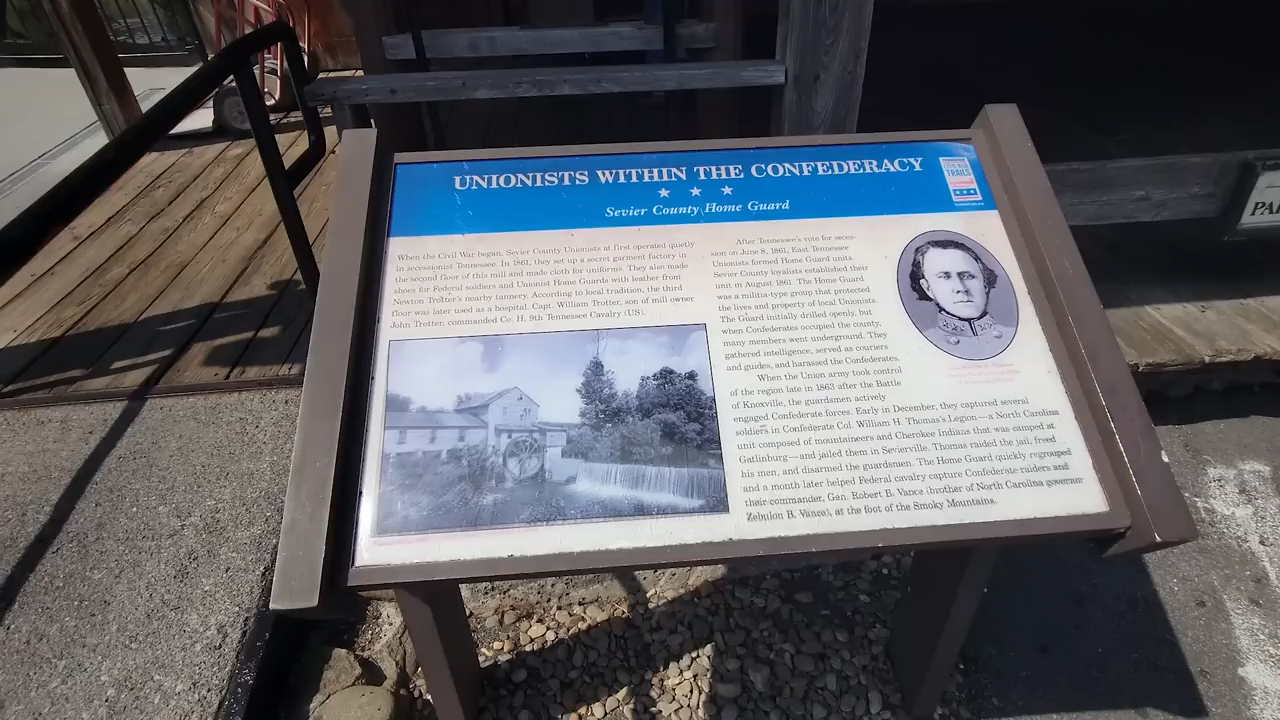 UNIONISTS WITHIN THE CONFEDERACY
Sevier County Home Guard
CIVIL WAR
TRAILS
When the Civil War began, Sevier County Unionists at first operated quietly
in secessionist Tennessee. In 1861, they set up a secret garment factory in
the second floor of this mill and made cloth for uniforms. They also made
shoes for Federal soldiers and Unionist Home Guards with leather from
Newton Trotter's nearby tannery. According to local tradition, the third
floor was later used as a hospital. Capt. William Trotter, son of mill owner
John Trotter, commanded Co. H, 9th Tennessee Cavalry (US).
After Tennessee's vote for seces-
sion on June 8, 1861, East Tennessee
Unionists formed Home Guard units.
Sevier County loyalists established their
unit in August 1861. The Home Guard
was a militia-type group that protected
the lives and property of local Unionists.
The Guard initially drilled openly, but
when Confederates occupied the county,
many members went underground. They
gathered intelligence, served as couriers
and guides, and harassed the Confederates.
When the Union army took control
of the region late in 1863 after the Battle
of Knoxville, the guardsmen actively
engaged Confederate forces. Early in December, they captured several
soldiers in Confederate Col. William H. Thomas's Legion—a North Carolina
unit composed of mountaineers and Cherokee Indians that was camped at
Gatlinburg—and jailed them in Sevierville. Thomas raided the jail, freed
his men, and disarmed the guardsmen. The Home Guard quickly regrouped
and a month later helped Federal cavalry capture Confederate raiders and
their commander, Gen. Robert B. Vance (brother of North Carolina governor
Zebulon B. Vance), at the foot of the Smoky Mountains.